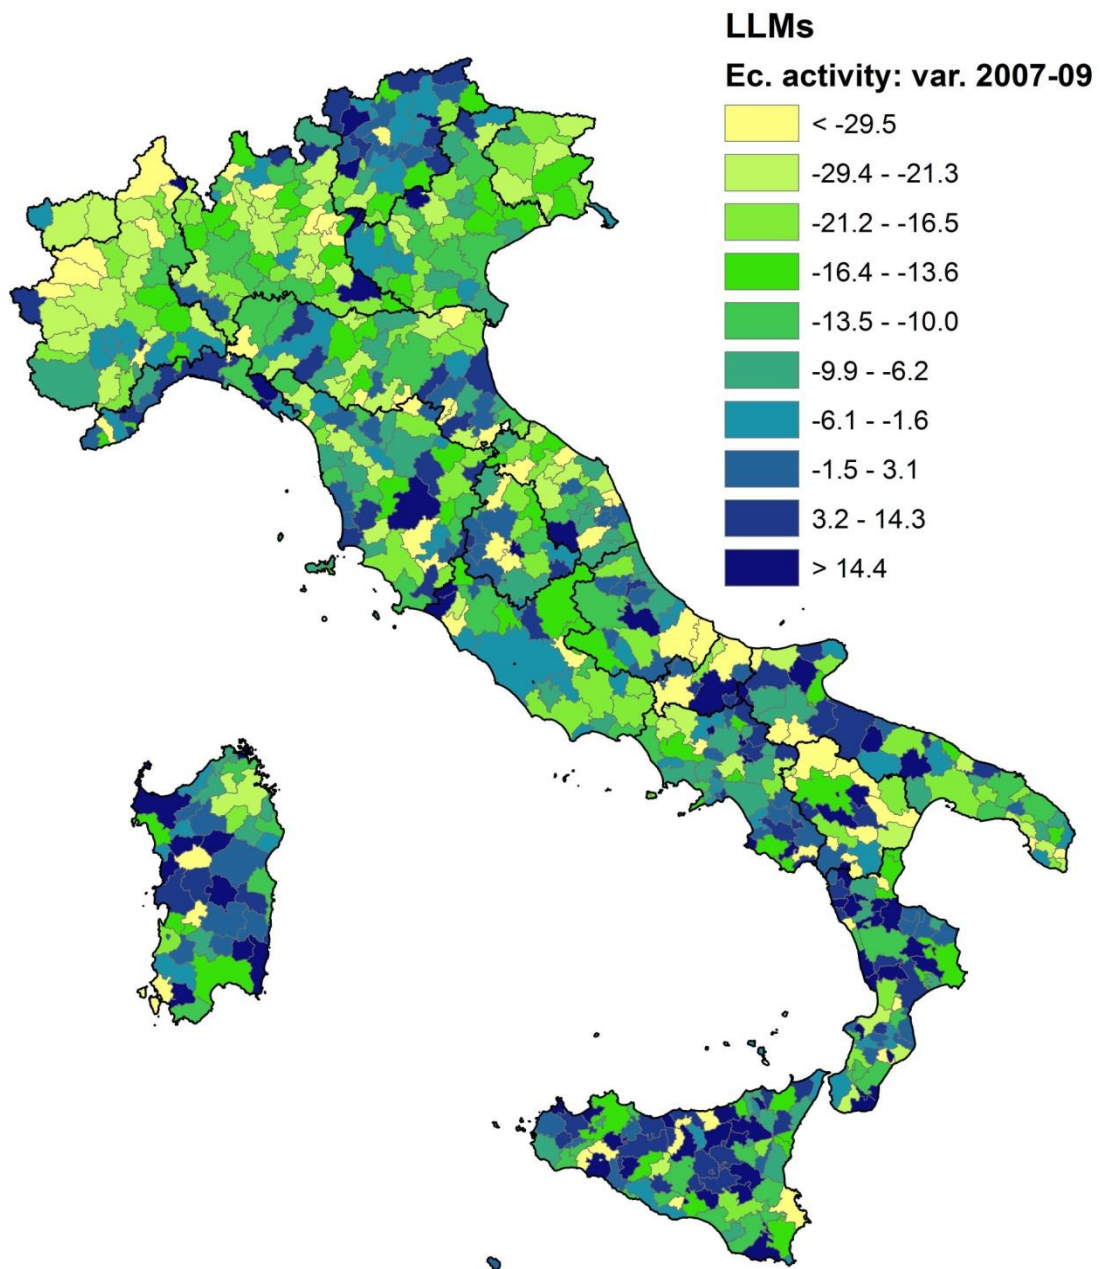 LLMs
Ec. activity: var. 2007-09
< -29.5
-29.4 - -21.3
-21.2 - -16.5
-16.4 - -13.6
-13.5 - -10.0
-9.9 - -6.2
-6.1 - -1.6
-1.5 - 3.1
3.2 - 14.3
> 14.4